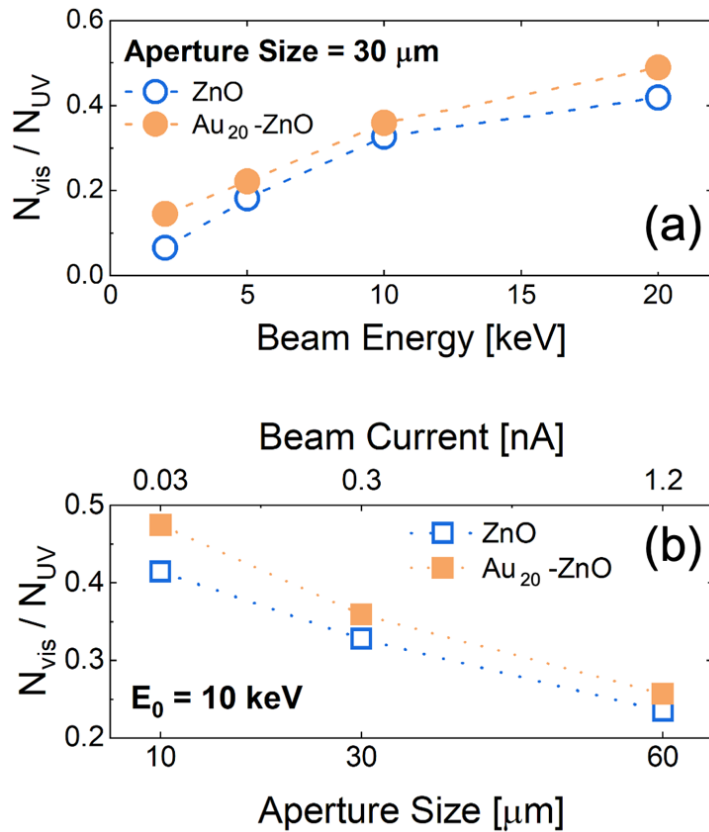 Aperture Size = 30 μm
ZnO
Au₂₀-ZnO
N_vis / N_UV
0.6
0.4
0.2
0.0
(a)
0 5 10 15 20
Beam Energy [keV]
Beam Current [nA]
0.03 0.3 1.2
ZnO
Au₂₀-ZnO
(b)
N_vis / N_UV
0.5
0.4
0.3
0.2
E₀ = 10 keV
10 30 60
Aperture Size [μm]